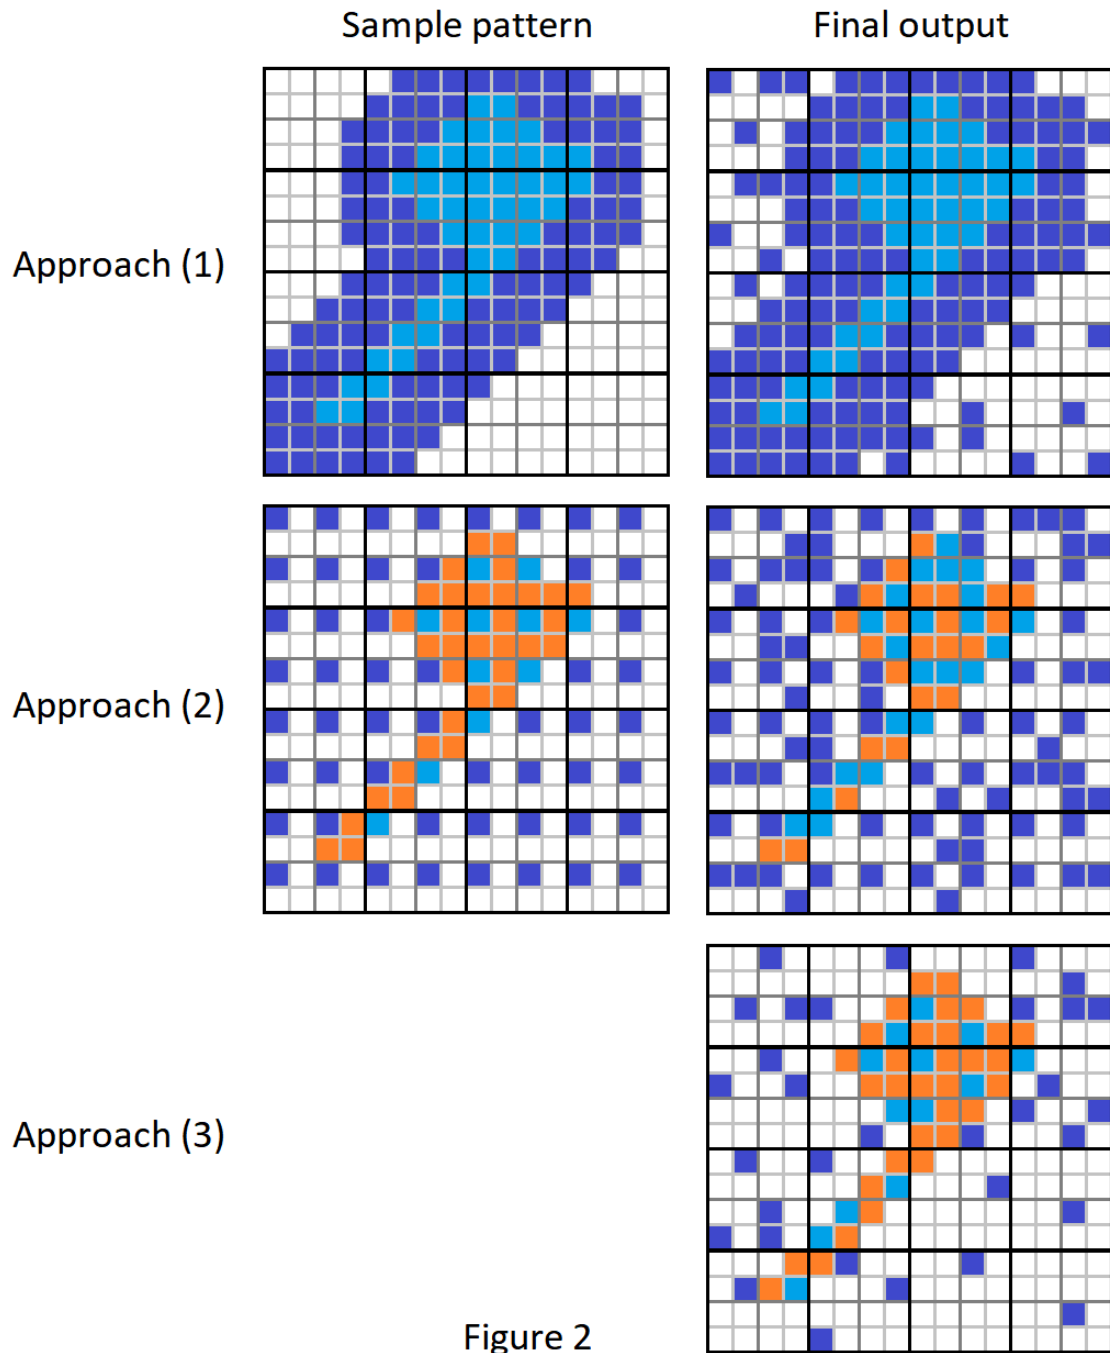 Sample pattern
Final output
Approach (1)
Approach (2)
Approach (3)
Figure 2